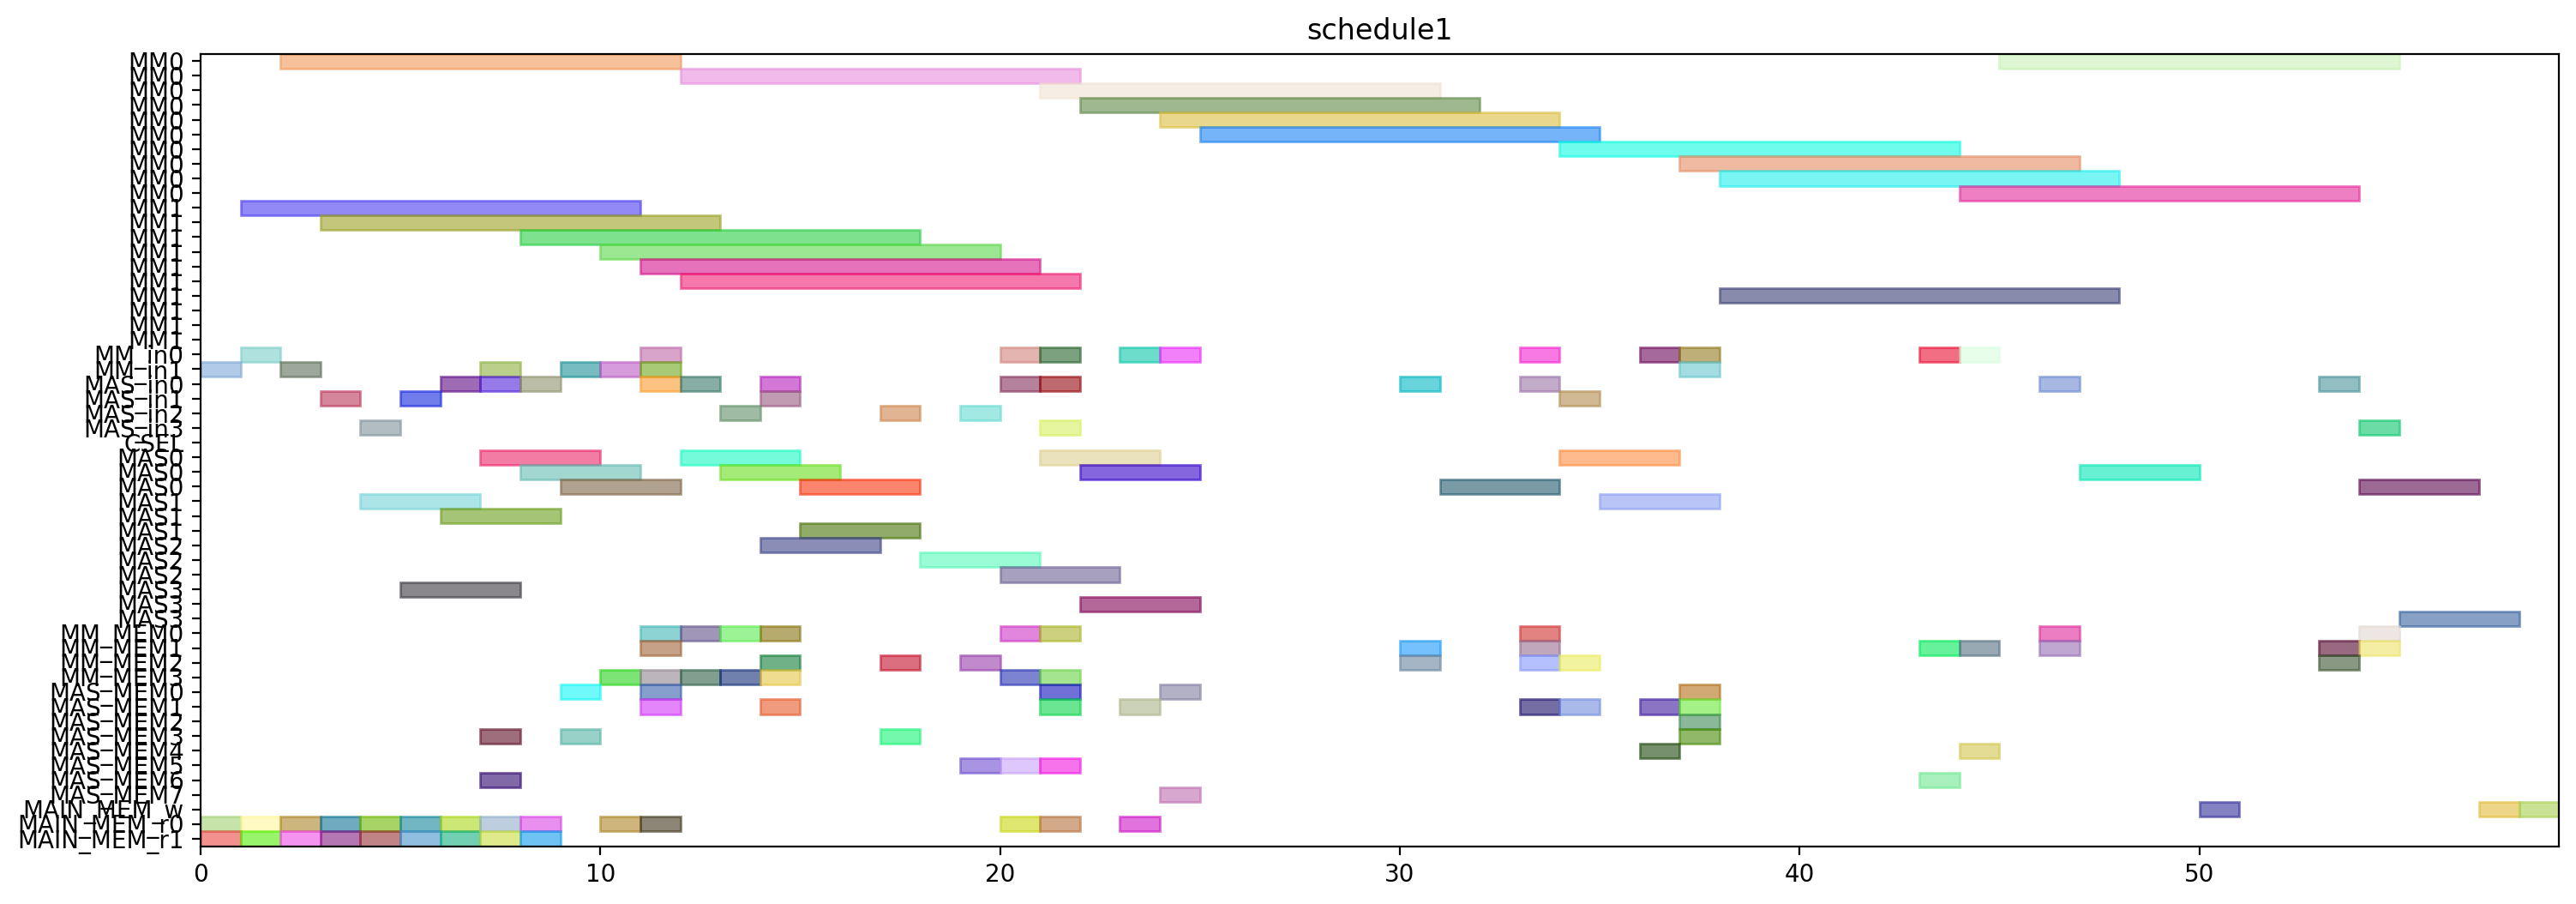 schedule1
MM0
MM0
MM0
MM0
MM0
MM0
MM0
MM0
MM0
MM0
MM1
MM1
MM1
MM1
MM1
MM1
MM1
MM1
MM1
MM1
MM_in0
MM_in1
MAS_in0
MAS_in1
MAS_in2
MAS_in3
CSEL
MAS0
MAS0
MAS0
MAS1
MAS1
MAS1
MAS2
MAS2
MAS2
MAS3
MAS3
MAS3
MM_MEM0
MM_MEM1
MM_MEM2
MM_MEM3
MAS_MEM0
MAS_MEM1
MAS_MEM2
MAS_MEM3
MAS_MEM4
MAS_MEM5
MAS_MEM6
MAS_MEM7
MAIN_MEM_w
MAIN_MEM_r0
MAIN_MEM_r1
0 10 20 30 40 50